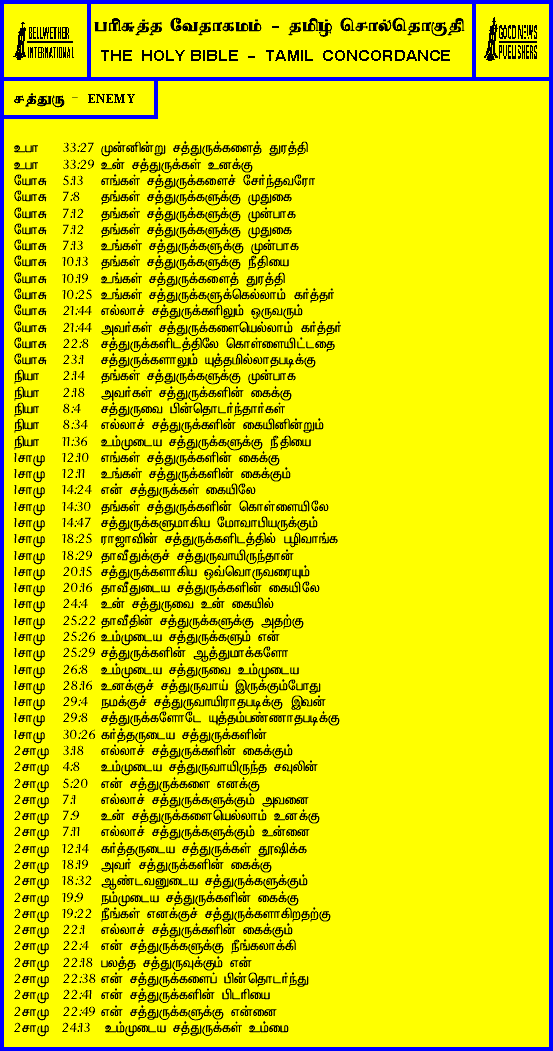 BELLWETHER
INTERNATIONAL
பரிசுத்த வேதாகமம் – தமிழ் சொல்தொகுதி
THE HOLY BIBLE – TAMIL CONCORDANCE
GOOD NEWS
PUBLISHERS
சத்துரு – ENEMY
உபா 33:27 முன்னின்று சத்துருக்களைத் துரத்தி
உபா 33:29 உன் சத்துருக்கள் உனக்கு
யோசு 5:13 எங்கள் சத்துருக்களைச் சேர்ந்தவரோ
யோசு 7:8 தங்கள் சத்துருக்களுக்கு முதுகை
யோசு 7:12 தங்கள் சத்துருக்களுக்கு முன்பாக
யோசு 7:12 தங்கள் சத்துருக்களுக்கு முதுகை
யோசு 7:13 உங்கள் சத்துருக்களுக்கு முன்பாக
யோசு 10:13 தங்கள் சத்துருக்களுக்கு நீதியை
யோசு 10:19 உங்கள் சத்துருக்களைத் துரத்தி
யோசு 10:25 உங்கள் சத்துருக்களுக்கெல்லாம் கர்த்தர்
யோசு 21:44 எல்லாச் சத்துருக்களிலும் ஒருவரும்
யோசு 21:44 அவர்கள் சத்துருக்களையெல்லாம் கர்த்தர்
யோசு 22:8 சத்துருக்களிடத்திலே கொள்ளையிட்டதை
யோசு 23:1 சத்துருக்களாலும் யுத்தமில்லாதபடிக்கு
நியா 2:14 தங்கள் சத்துருக்களுக்கு முன்பாக
நியா 2:18 அவர்கள் சத்துருக்களின் கைக்கு
நியா 8:4 சத்துருவை பின்தொடர்ந்தார்கள்
நியா 8:34 எல்லா சத்துருக்களின் கையினின்றும்
நியா 11:36 உம்முடைய சத்துருக்களுக்கு நீதியை
1சாமு 12:10 எங்கள் சத்துருக்களின் கைக்கு
1சாமு 12:11 உங்கள் சத்துருக்களின் கைக்கும்
1சாமு 14:24 என் சத்துருக்கள் கையிலே
1சாமு 14:30 தங்கள் சத்துருக்களின் கொள்ளையிலே
1சாமு 14:47 சத்துருக்களுமாகிய மோவாபியருக்கும்
1சாமு 18:25 ராஜாவின் சத்துருக்களிடத்தில் பழிவாங்க
1சாமு 18:29 தாவீதுக்குச் சத்துருவாயிருந்தான்
1சாமு 20:15 சத்துருக்களாகிய ஒவ்வொருவரையும்
1சாமு 20:16 தாவீதுடைய சத்துருக்களின் கையிலே
1சாமு 24:4 உன் சத்துருவை உன் கையில்
1சாமு 25:22 தாவீதின் சத்துருக்களுக்கு அதற்கு
1சாமு 25:26 உம்முடைய சத்துருக்களும் என்
1சாமு 25:29 சத்துருக்களின் ஆத்துமாக்களோ
1சாமு 26:8 உம்முடைய சத்துருவை உம்முடைய
1சாமு 28:16 உனக்குச் சத்துருவாய் இருக்கும்போது
1சாமு 29:4 நமக்குச் சத்துருவாயிராதபடிக்கு இவன்
1சாமு 29:8 சத்துருக்களோடே யுத்தம்பண்ணாதபடிக்கு
1சாமு 30:26 கர்த்தருடைய சத்துருக்களின்
2சாமு 3:18 எல்லாச் சத்துருக்களின் கைக்கும்
2சாமு 4:8 உம்முடைய சத்துருவாயிருந்த சவுலின்
2சாமு 5:20 என் சத்துருக்களை எனக்கு
2சாமு 7:1 எல்லாச் சத்துருக்களுக்கும் அவனை
2சாமு 7:9 உன் சத்துருக்களையெல்லாம் உனக்கு
2சாமு 7:11 எல்லாச் சத்துருக்களுக்கும் உன்னை
2சாமு 12:14 கர்த்தருடைய சத்துருக்கள் தூஷிக்க
2சாமு 18:19 அவர் சத்துருக்களின் கைக்கு
2சாமு 18:32 ஆண்டவனுடைய சத்துருக்களுக்கும்
2சாமு 19:9 நம்முடைய சத்துருக்களின் கைக்கு
2சாமு 19:22 நீங்கள் எனக்குச் சத்துருக்களாகிறதற்கு
2சாமு 22:1 எல்லாச் சத்துருக்களின் கைக்கும்
2சாமு 22:4 என் சத்துருக்களுக்கு நீங்கலாக்கி
2சாமு 22:18 பலத்த சத்துருவுக்கும் என்
2சாமு 22:38 என் சத்துருக்களைப் பின்தொடர்ந்து
2சாமு 22:41 என் சத்துருக்களின் பிடரியை
2சாமு 22:49 என் சத்துருக்களுக்கு என்னை
2சாமு 24:13 உம்முடைய சத்துருக்கள் உம்மை